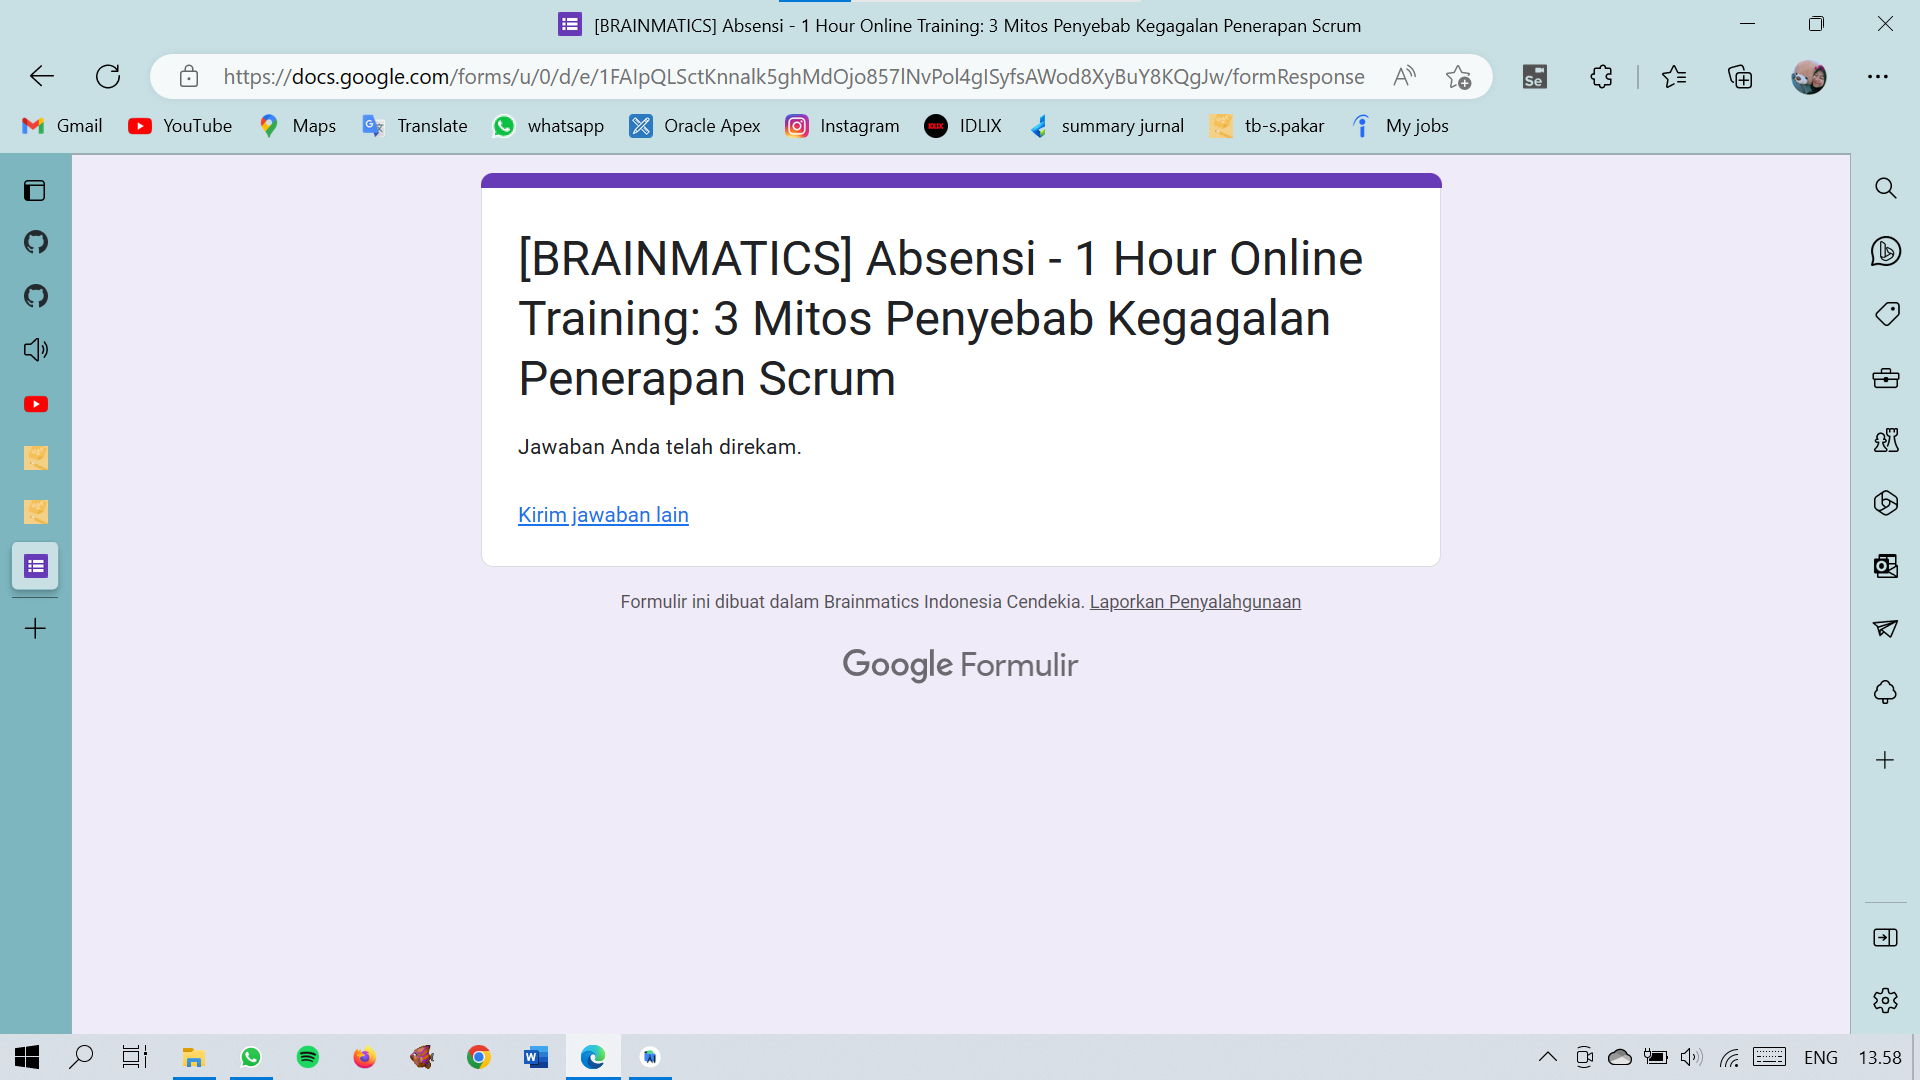 [BRAINMATICS] Absensi - 1 Hour Online Training: 3 Mitos Penyebab Kegagalan Penerapan Scrum
https://docs.google.com/forms/u/0/d/e/1FAIpQLSctKnnalk5ghMdOjo857lNvPol4gISyfsAWod8XyBuY8KQgJw/formResponse
Gmail YouTube Maps Translate whatsapp Oracle Apex Instagram IDLIX summary jurnal tb-s.pakar My jobs
[BRAINMATICS] Absensi - 1 Hour Online
Training: 3 Mitos Penyebab Kegagalan
Penerapan Scrum
Jawaban Anda telah direkam.
Kirim jawaban lain
Formulir ini dibuat dalam Brainmatics Indonesia Cendekia. Laporkan Penyalahgunaan
Google Formulir
ENG 13.58